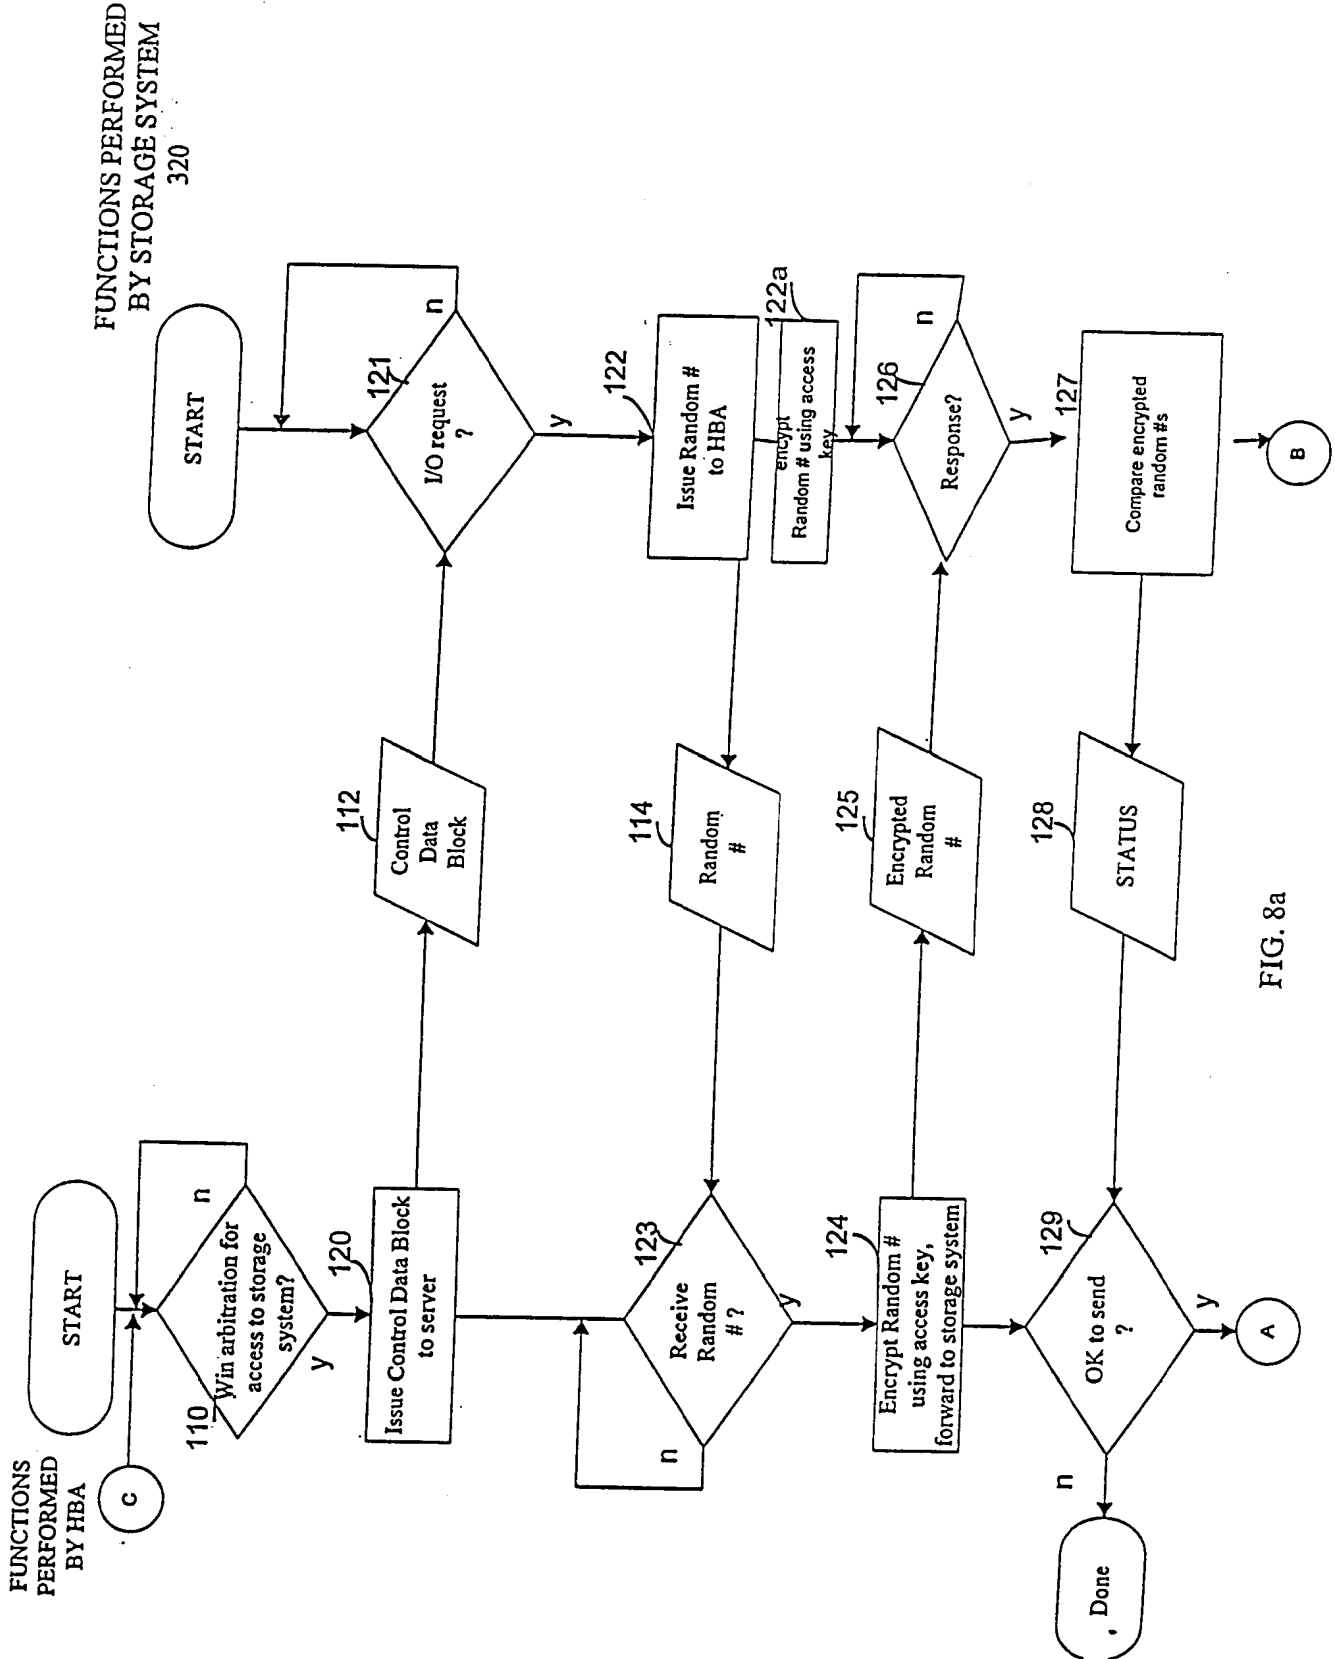 FUNCTIONS
PERFORMED
BY HBA
C
START
110
Win arbitration for
access to storage
system?
n
y
120
Issue Control Data Block
to server
123
Receive
Random
# ?
n
y
124
Encrypt Random #
using access key,
forward to storage system
129
OK to send
?
n
y
Done
A
112
Control
Data
Block
114
Random
#
125
Encrypted
Random
#
128
STATUS
FUNCTIONS PERFORMED
BY STORAGE SYSTEM
320
START
121
I/O request
?
n
y
122
Issue Random #
to HBA
122a
encrypt
Random # using access
key
126
Response?
n
y
127
Compare encrypted
random #s
B
FIG. 8a